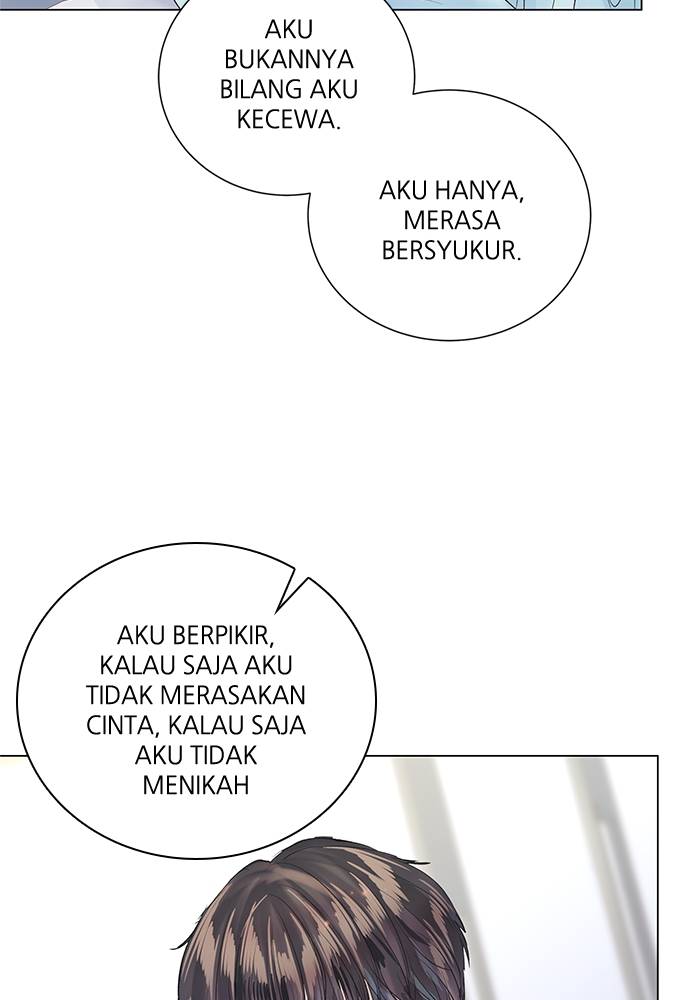 AKU
BUKANNYA
BILANG AKU
KECEWA.
AKU HANYA,
MERASA
BERSYUKUR.
AKU BERPIKIR,
KALAU SAJA AKU
TIDAK MERASAKAN
CINTA, KALAU SAJA
AKU TIDAK
MENIKAH